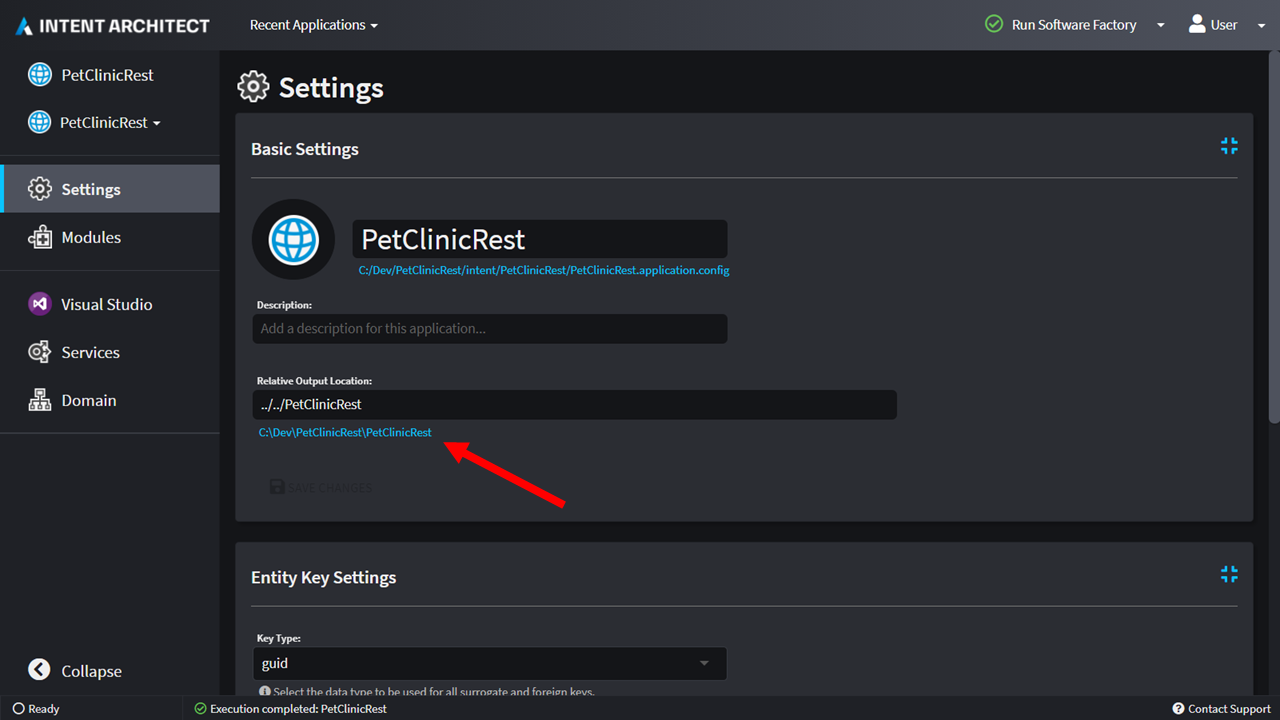 INTENT ARCHITECT
Recent Applications
Run Software Factory
User
PetClinicRest
PetClinicRest
Settings
Modules
Visual Studio
Services
Domain
Collapse
Settings
Basic Settings
PetClinicRest
C:/Dev/PetClinicRest/intent/PetClinicRest/PetClinicRest.application.config
Description:
Add a description for this application...
Relative Output Location:
../../PetClinicRest
C:\Dev\PetClinicRest\PetClinicRest
SAVE CHANGES
Entity Key Settings
Key Type:
guid
Select the data type to be used for all surrogate and foreign keys.
Ready
Execution completed: PetClinicRest
Contact Support